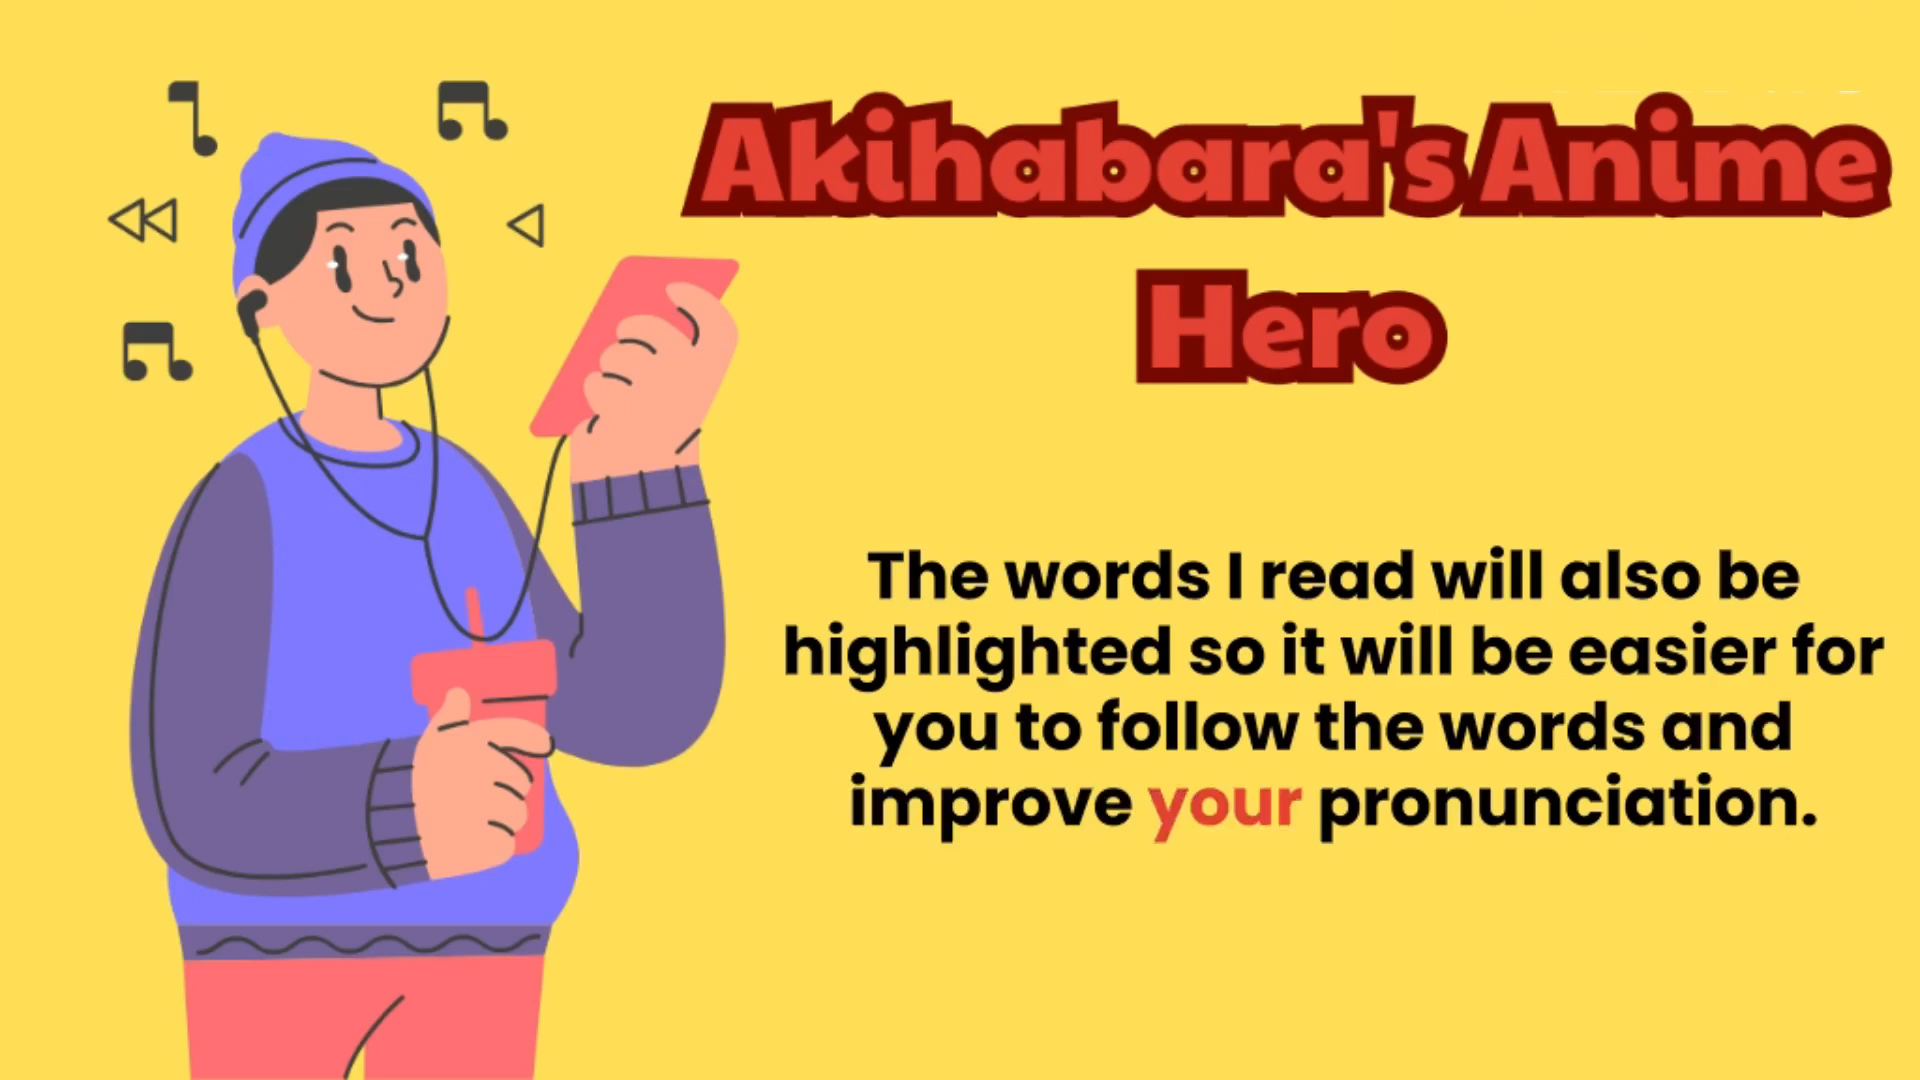 Akihabara's Anime
Hero
The words I read will also be
highlighted so it will be easier for
you to follow the words and
improve your pronunciation.